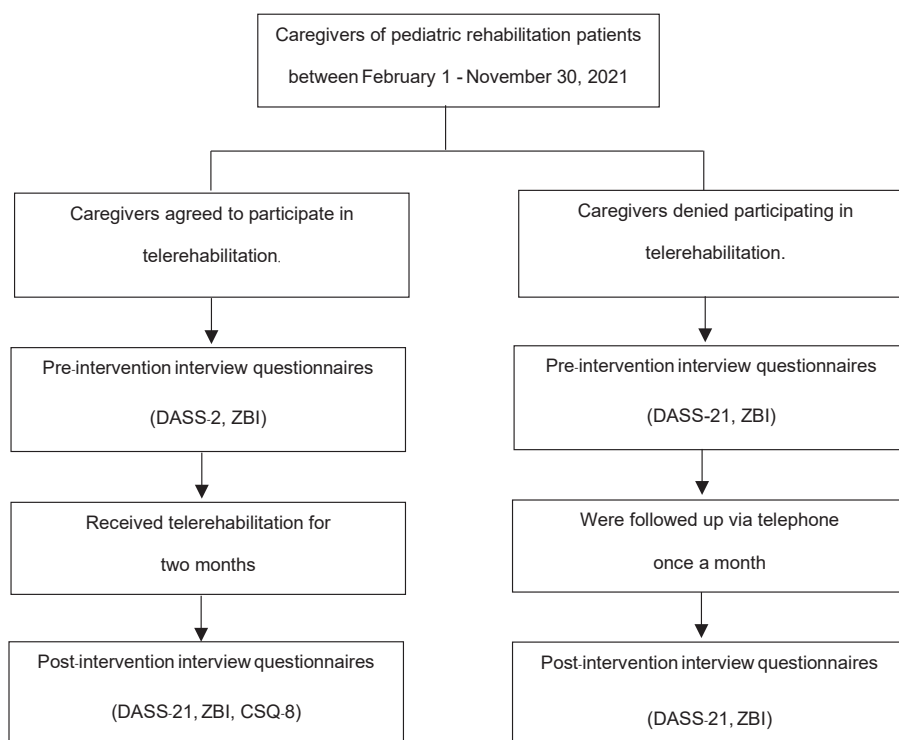 Caregivers of pediatric rehabilitation patients
between February 1 - November 30, 2021
Caregivers agreed to participate in
telerehabilitation.
Caregivers denied participating in
telerehabilitation.
Pre-intervention interview questionnaires
(DASS-2, ZBI)
Pre-intervention interview questionnaires
(DASS-21, ZBI)
Received telerehabilitation for
two months
Were followed up via telephone
once a month
Post-intervention interview questionnaires
(DASS-21, ZBI, CSQ-8)
Post-intervention interview questionnaires
(DASS-21, ZBI)